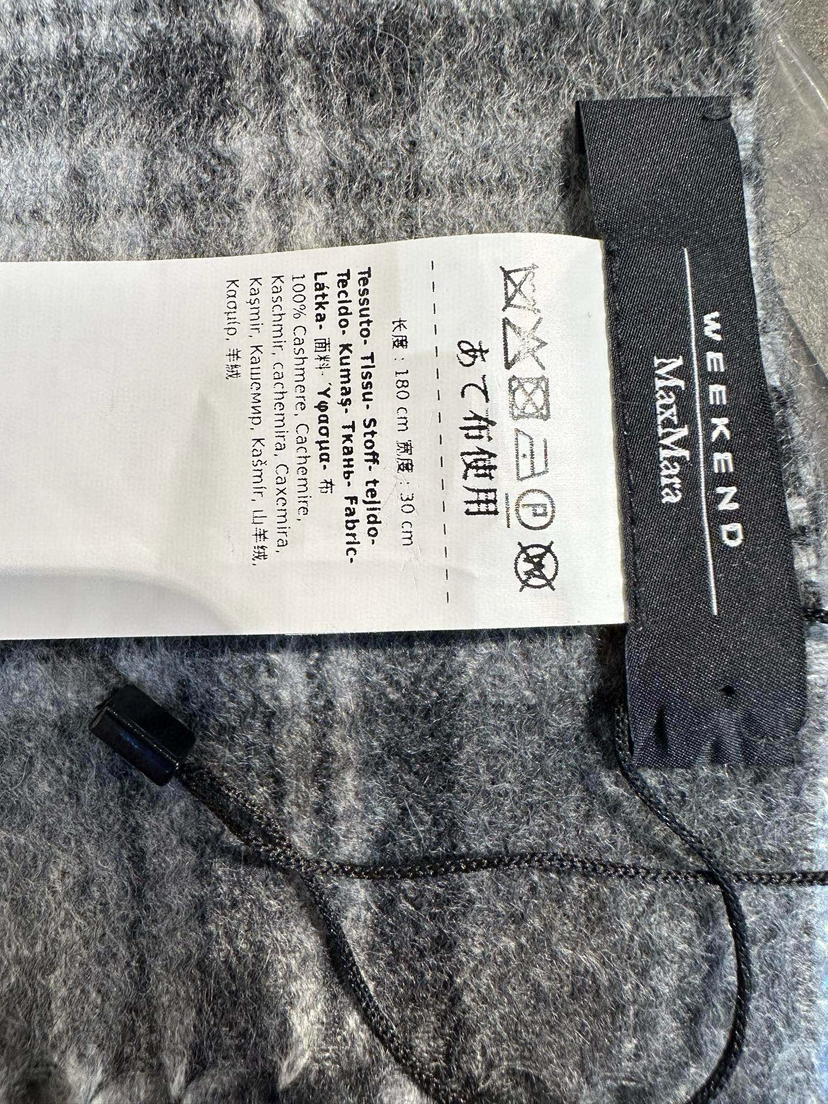 WEEKEND
MaxMara
P
W
あて布使用
长度：180 cm 宽度：30 cm
Tessuto- Tissu- Stoff- tejido-
Tecido- Kumaş- Ткань- Fabric-
Látka- 面料- Ύφασμα- 布
100% Cashmere, Cachemire,
Kaschmir, cachemira, Caxemira,
Kaşmir, Кашемир, Kašmír, 山羊绒,
Κασμίρ, 羊絨